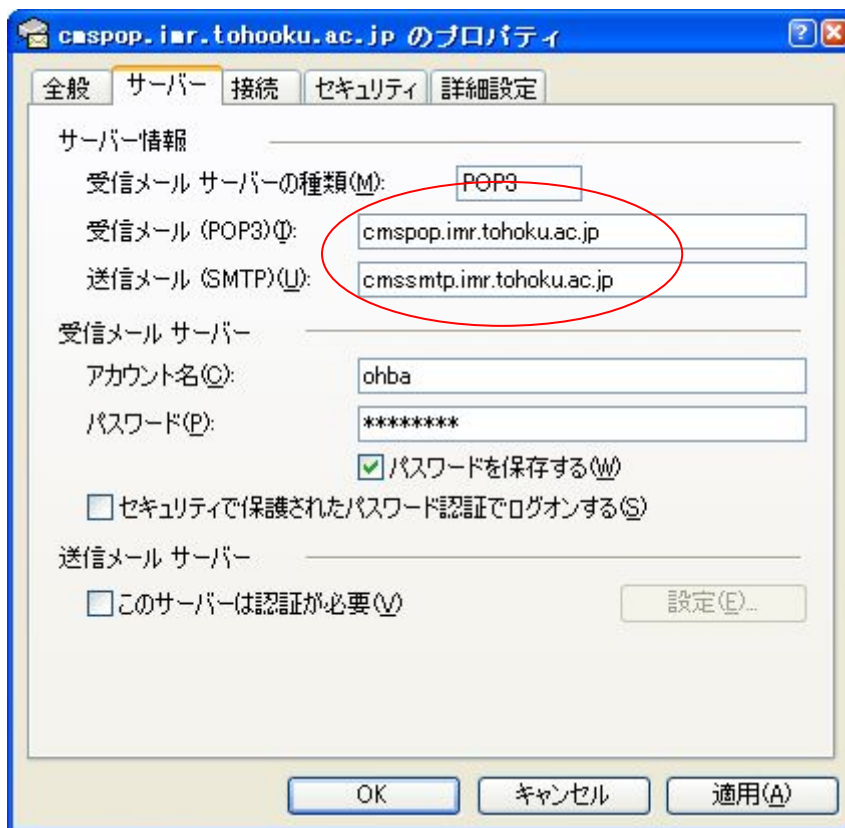 cmspop.imr.tohooku.ac.jp のプロパティ
全般 サーバー 接続 セキュリティ 詳細設定
サーバー情報
受信メール サーバーの種類(M): POP3
受信メール (POP3)(I): cmspop.imr.tohoku.ac.jp
送信メール (SMTP)(U): cmssmtp.imr.tohoku.ac.jp
受信メール サーバー
アカウント名(C): ohba
パスワード(P): ********
パスワードを保存する(W)
セキュリティで保護されたパスワード認証でログオンする(S)
送信メール サーバー
このサーバーは認証が必要(V) 設定(E)...
OK キャンセル 適用(A)